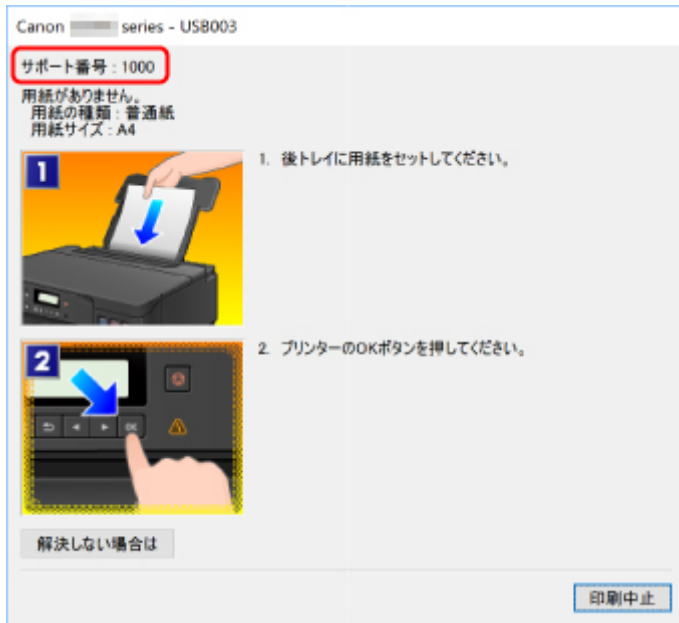 Canon series - USB003
サポート番号 : 1000
用紙がありません。
用紙の種類 : 普通紙
用紙サイズ : A4
1
1. 後トレイに用紙をセットしてください。
2
2. プリンターのOKボタンを押してください。
OK
解決しない場合は
印刷中止